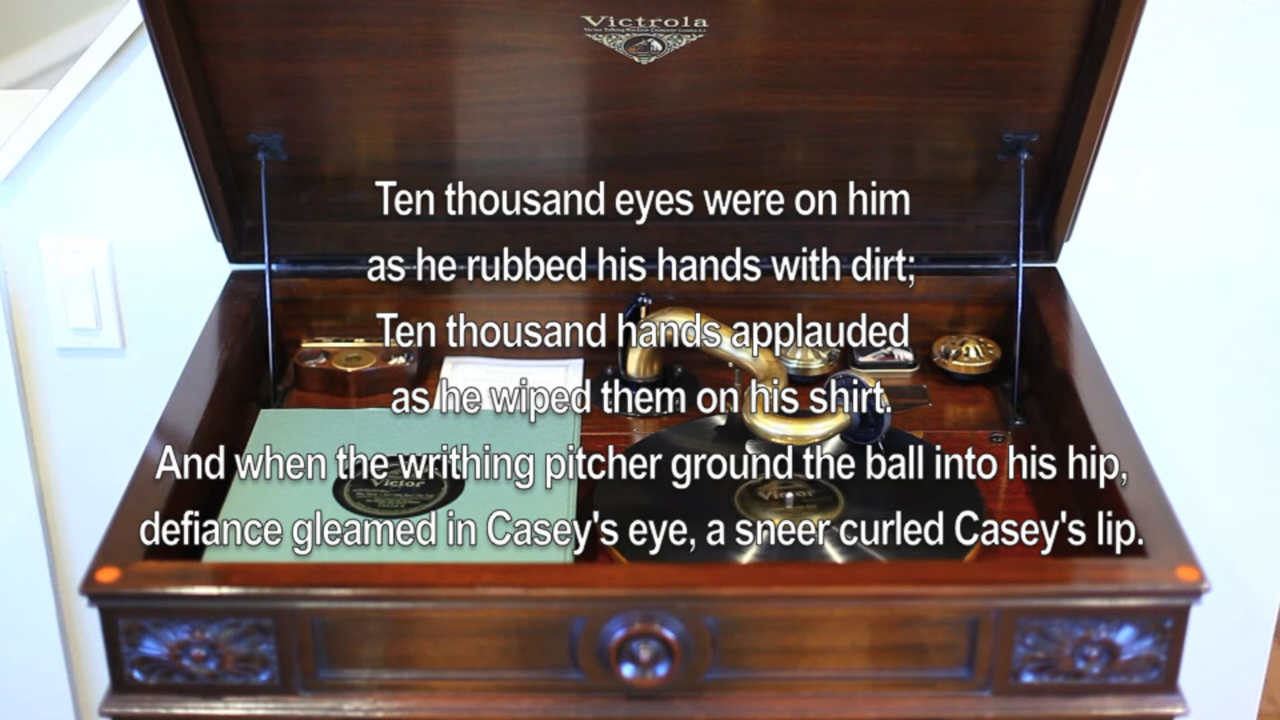 Victrola
Ten thousand eyes were on him
as he rubbed his hands with dirt;
Ten thousand hands applauded
as he wiped them on his shirt.
And when the writhing pitcher ground the ball into his hip,
Victor
Victor
defiance gleamed in Casey's eye, a sneer curled Casey's lip.